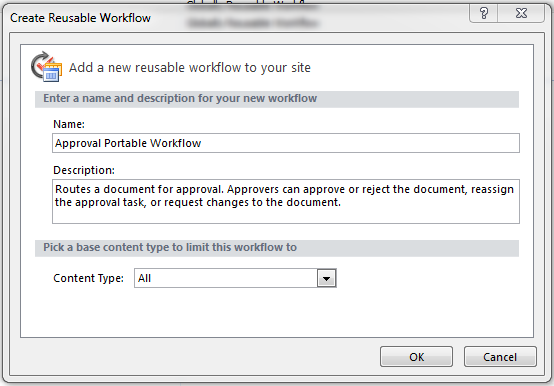 Create Reusable Workflow
Add a new reusable workflow to your site
Enter a name and description for your new workflow
Name:
Approval Portable Workflow
Description:
Routes a document for approval. Approvers can approve or reject the document, reassign
the approval task, or request changes to the document.
Pick a base content type to limit this workflow to
Content Type: All
OK Cancel